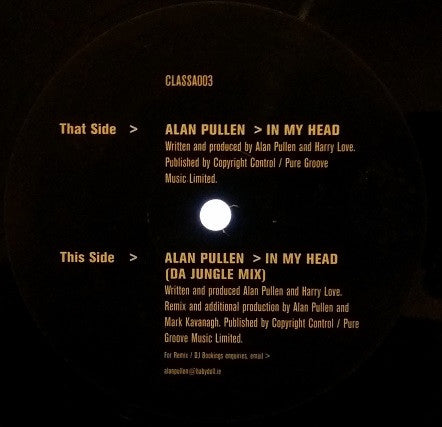 CLASSA003
That Side > ALAN PULLEN > IN MY HEAD
Written and produced by Alan Pullen and Harry Love.
Published by Copyright Control / Pure Groove
Music Limited.
This Side > ALAN PULLEN > IN MY HEAD
(DA JUNGLE MIX)
Written and produced Alan Pullen and Harry Love.
Remix and additional production by Alan Pullen and
Mark Kavanagh. Published by Copyright Control / Pure
Groove Music Limited.
For Remix / DJ Bookings enquiries, email >
alanpullen@babydoll.ie